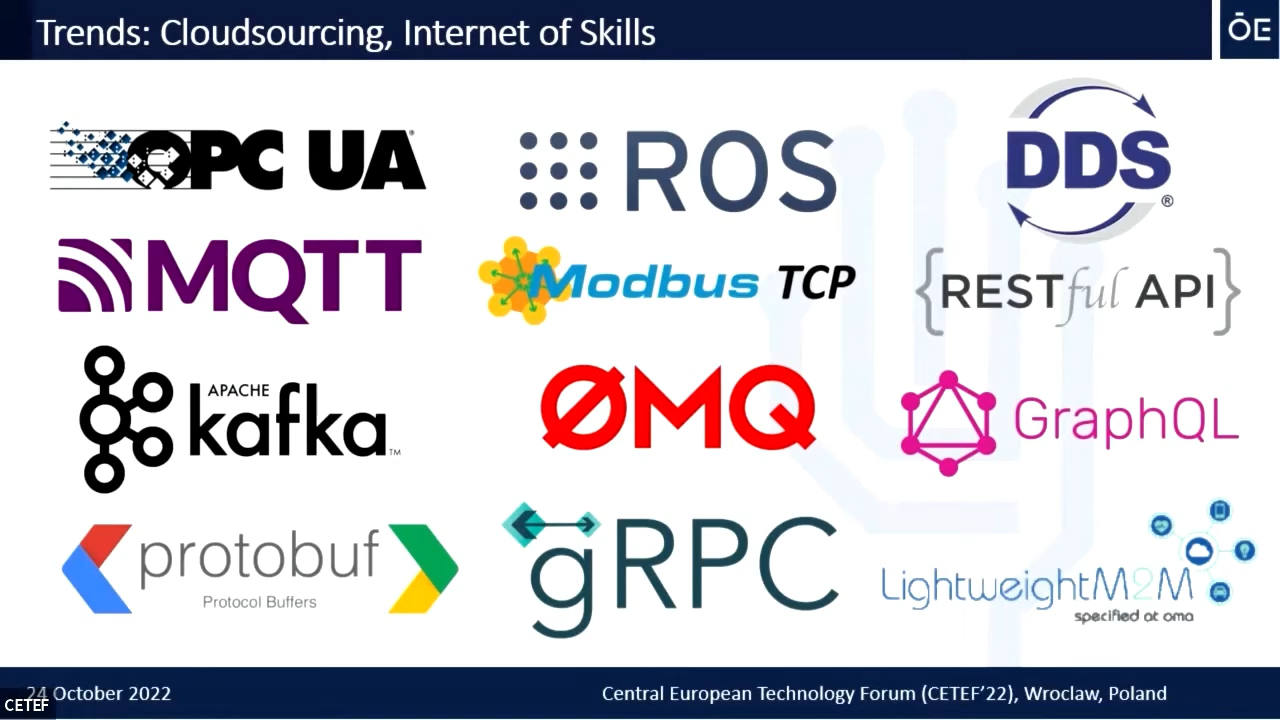 Trends: Cloudsourcing, Internet of Skills
ŌE
OPC UA
ROS
DDS®
MQTT
Modbus TCP
{RESTful API}
APACHE
kafka™
ØMQ
GraphQL
protobuf
Protocol Buffers
gRPC
LightweightM2M
specified at oma
24 October 2022
Central European Technology Forum (CETEF’22), Wroclaw, Poland
CETEF